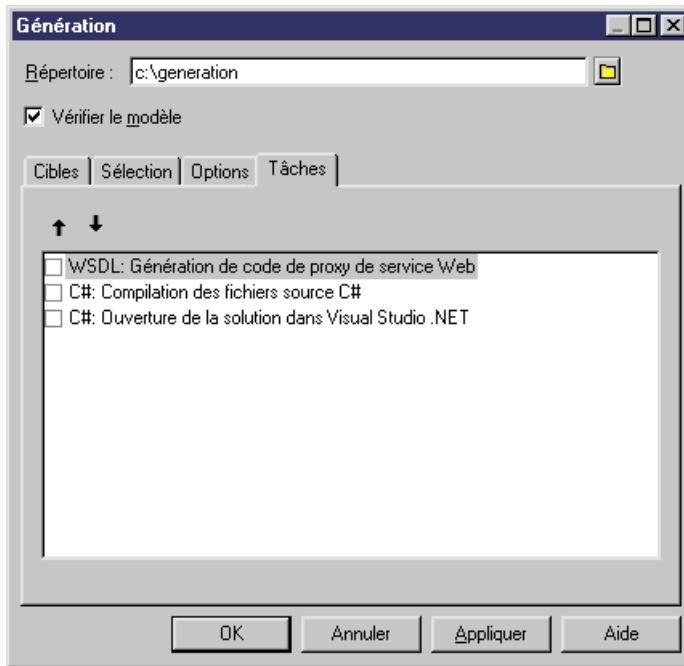 Génération
Répertoire : c:\generation
Vérifier le modèle
Cibles Sélection Options Tâches
WSDL: Génération de code de proxy de service Web
C#: Compilation des fichiers source C#
C#: Ouverture de la solution dans Visual Studio .NET
OK Annuler Appliquer Aide